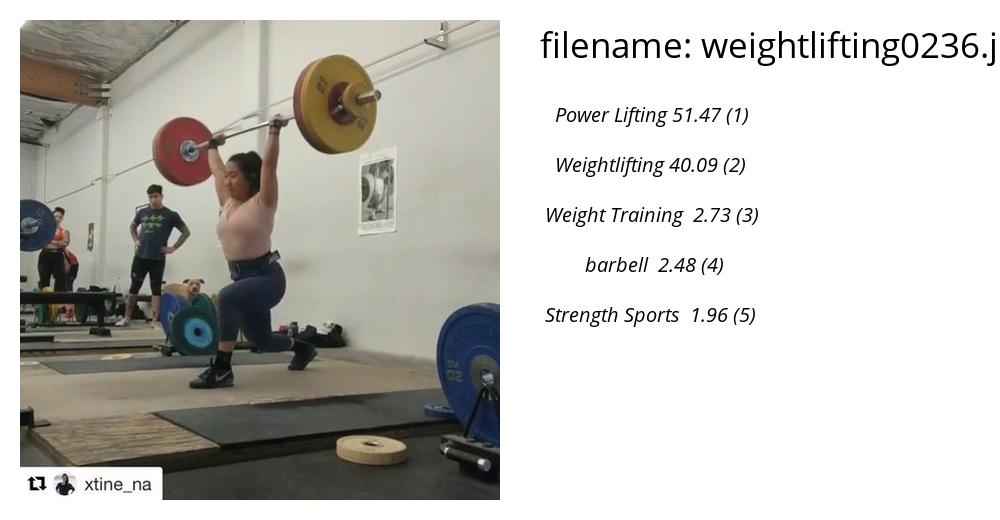 filename: weightlifting0236.j
Power Lifting 51.47 (1)
Weightlifting 40.09 (2)
Weight Training 2.73 (3)
barbell 2.48 (4)
Strength Sports 1.96 (5)
xtine_na